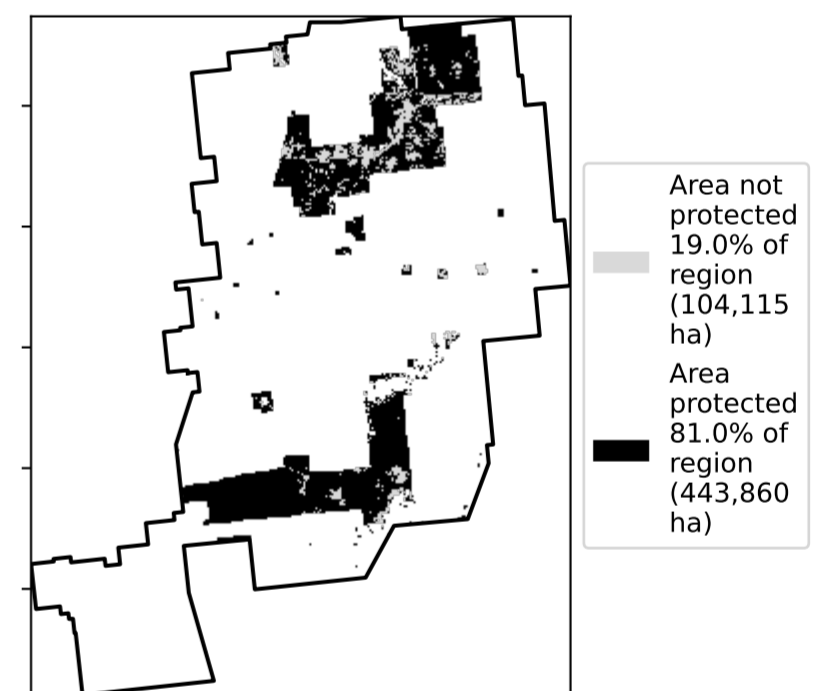 Area not
protected
19.0% of
region
(104,115
ha)
Area
protected
81.0% of
region
(443,860
ha)